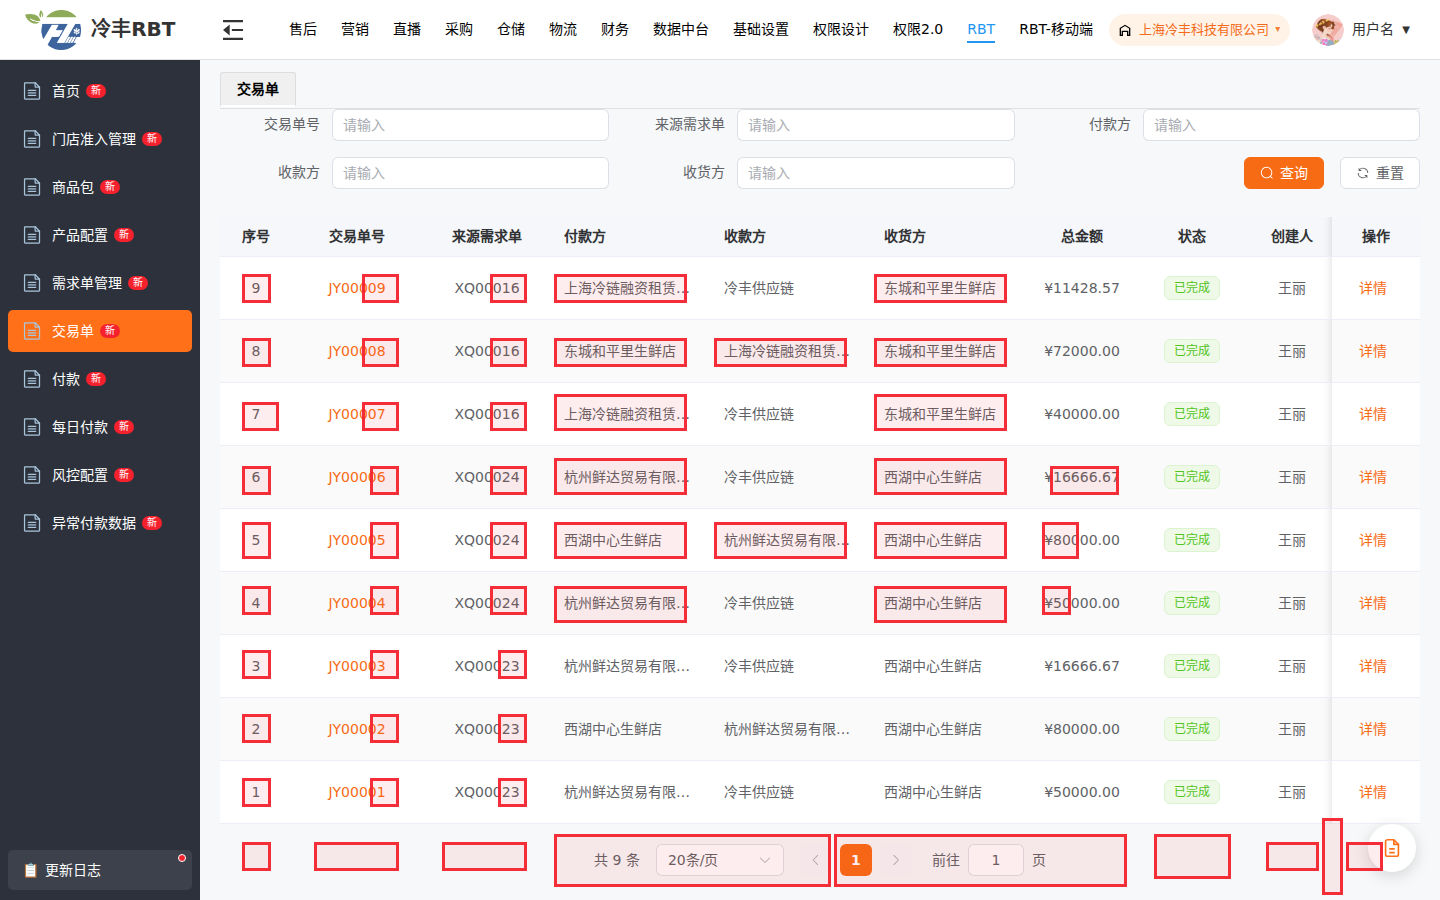 冷丰RBT
售后 营销 直播 采购 仓储 物流 财务 数据中台 基础设置 权限设计 权限2.0 RBT RBT-移动端 上海冷丰科技有限公司 用户名
首页 新
门店准入管理 新
商品包 新
产品配置 新
需求单管理 新
交易单 新
付款 新
每日付款 新
风控配置 新
异常付款数据 新
更新日志
交易单
交易单号 请输入 来源需求单 请输入 付款方 请输入
收款方 请输入 收货方 请输入 查询 重置
序号 交易单号 来源需求单 付款方 收款方 收货方 总金额 状态 创建人 操作
9 JY00009 XQ00016 上海冷链融资租赁... 冷丰供应链 东城和平里生鲜店 ¥11428.57 已完成 王丽 详情
8 JY00008 XQ00016 东城和平里生鲜店 上海冷链融资租赁... 东城和平里生鲜店 ¥72000.00 已完成 王丽 详情
7 JY00007 XQ00016 上海冷链融资租赁... 冷丰供应链 东城和平里生鲜店 ¥40000.00 已完成 王丽 详情
6 JY00006 XQ00024 杭州鲜达贸易有限... 冷丰供应链 西湖中心生鲜店 ¥16666.67 已完成 王丽 详情
5 JY00005 XQ00024 西湖中心生鲜店 杭州鲜达贸易有限... 西湖中心生鲜店 ¥80000.00 已完成 王丽 详情
4 JY00004 XQ00024 杭州鲜达贸易有限... 冷丰供应链 西湖中心生鲜店 ¥50000.00 已完成 王丽 详情
3 JY00003 XQ00023 杭州鲜达贸易有限... 冷丰供应链 西湖中心生鲜店 ¥16666.67 已完成 王丽 详情
2 JY00002 XQ00023 西湖中心生鲜店 杭州鲜达贸易有限... 西湖中心生鲜店 ¥80000.00 已完成 王丽 详情
1 JY00001 XQ00023 杭州鲜达贸易有限... 冷丰供应链 西湖中心生鲜店 ¥50000.00 已完成 王丽 详情
共 9 条 20条/页 1 前往 1 页